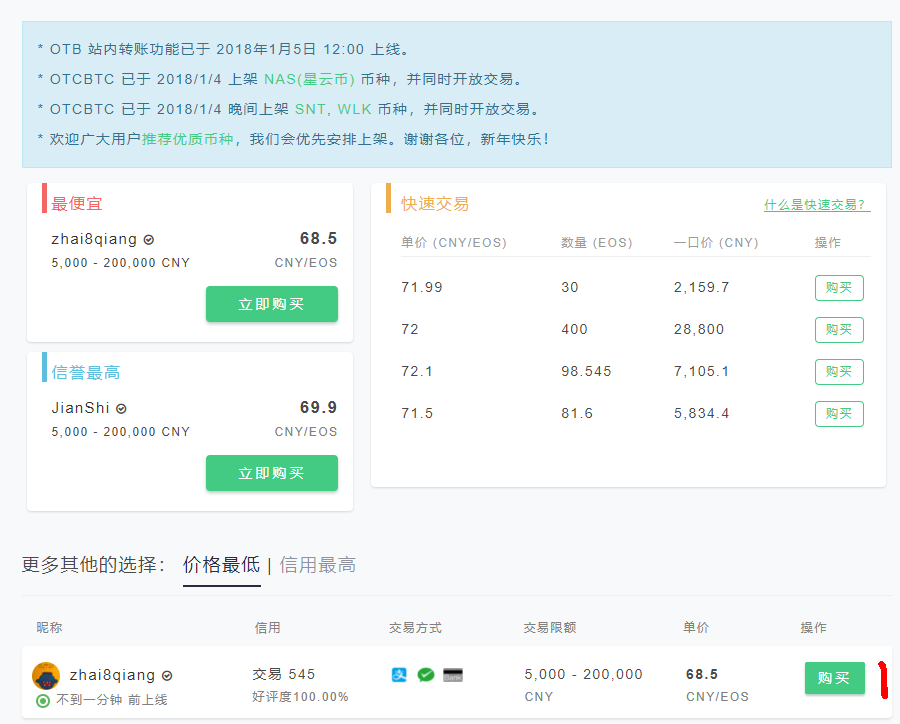 * OTB 站内转账功能已于 2018年1月5日 12:00 上线。
* OTCBTC 已于 2018/1/4 上架 NAS(星云币) 币种，并同时开放交易。
* OTCBTC 已于 2018/1/4 晚间上架 SNT, WLK 币种，并同时开放交易。
* 欢迎广大用户推荐优质币种，我们会优先安排上架。谢谢各位，新年快乐！
最便宜
zhai8qiang 68.5
5,000 - 200,000 CNY CNY/EOS
立即购买
信誉最高
JianShi 69.9
5,000 - 200,000 CNY CNY/EOS
立即购买
快速交易 什么是快速交易？
单价 (CNY/EOS) 数量 (EOS) 一口价 (CNY) 操作
71.99 30 2,159.7 购买
72 400 28,800 购买
72.1 98.545 7,105.1 购买
71.5 81.6 5,834.4 购买
更多其他的选择： 价格最低 | 信用最高
昵称 信用 交易方式 交易限额 单价 操作
zhai8qiang 交易 545 Bank 5,000 - 200,000 68.5 购买
不到一分钟 前上线 好评度100.00% CNY CNY/EOS